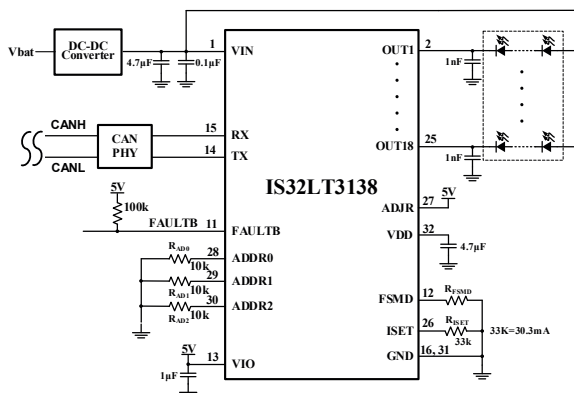 Vbat
DC-DC
Converter
4.7µF
0.1µF
1
VIN
OUT1
2
1nF
CANH
CANL
CAN
PHY
15
RX
14
TX
OUT18
25
1nF
IS32LT3138
5V
100k
FAULTB
11
FAULTB
ADJR
27
5V
VDD
32
4.7µF
RAD0
10k
28
ADDR0
RAD1
10k
29
ADDR1
RAD2
10k
30
ADDR2
FSMD
12
RFSMD
ISET
26
RISET
33k
33K=30.3mA
GND
16, 31
5V
1µF
13
VIO